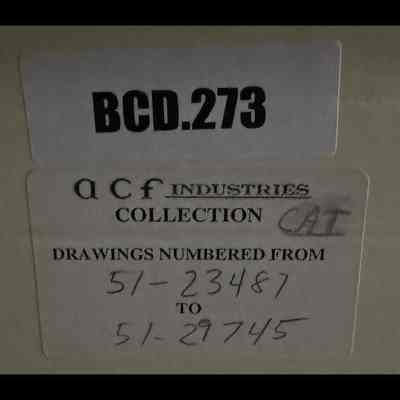 BCD.273
acf INDUSTRIES
COLLECTION CAT
DRAWINGS NUMBERED FROM
51-23487
TO
51-29745